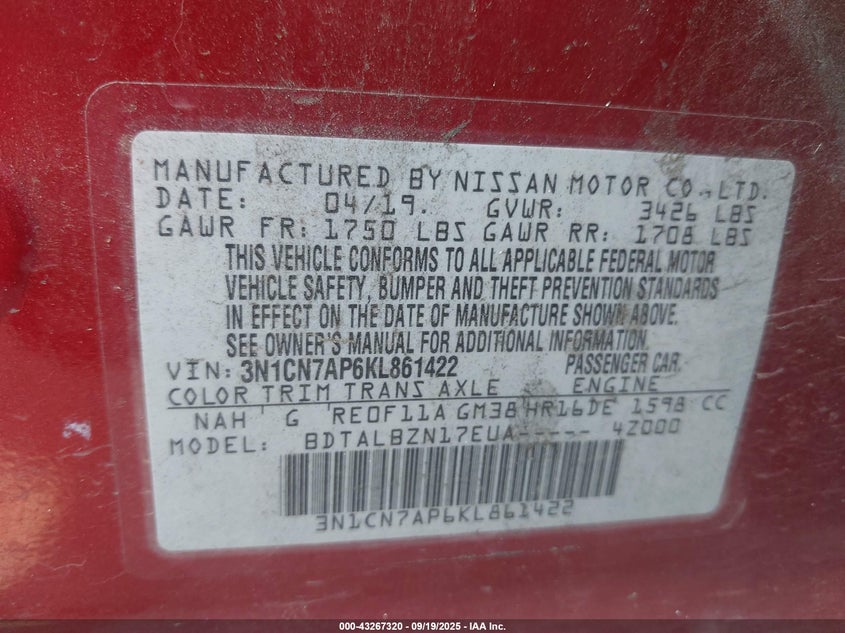 MANUFACTURED BY NISSAN MOTOR CO.,LTD.
DATE: 04/19. GVWR: 3426 LBS
GAWR FR: 1750 LBS GAWR RR: 1708 LBS
THIS VEHICLE CONFORMS TO ALL APPLICABLE FEDERAL MOTOR
VEHICLE SAFETY, BUMPER AND THEFT PREVENTION STANDARDS
IN EFFECT ON THE DATE OF MANUFACTURE SHOWN ABOVE.
SEE OWNER'S MANUAL FOR ADDITIONAL INFORMATION.
VIN: 3N1CN7AP6KL861422 PASSENGER CAR.
COLOR TRIM TRANS AXLE ENGINE
NAH G RE0F11A GM38 HR16DE 1598 CC
MODEL: BDTALBZN17EUA----- 4Z000
3N1CN7AP6KL861422
000-43267320 | 09/19/2025 - IAA Inc.